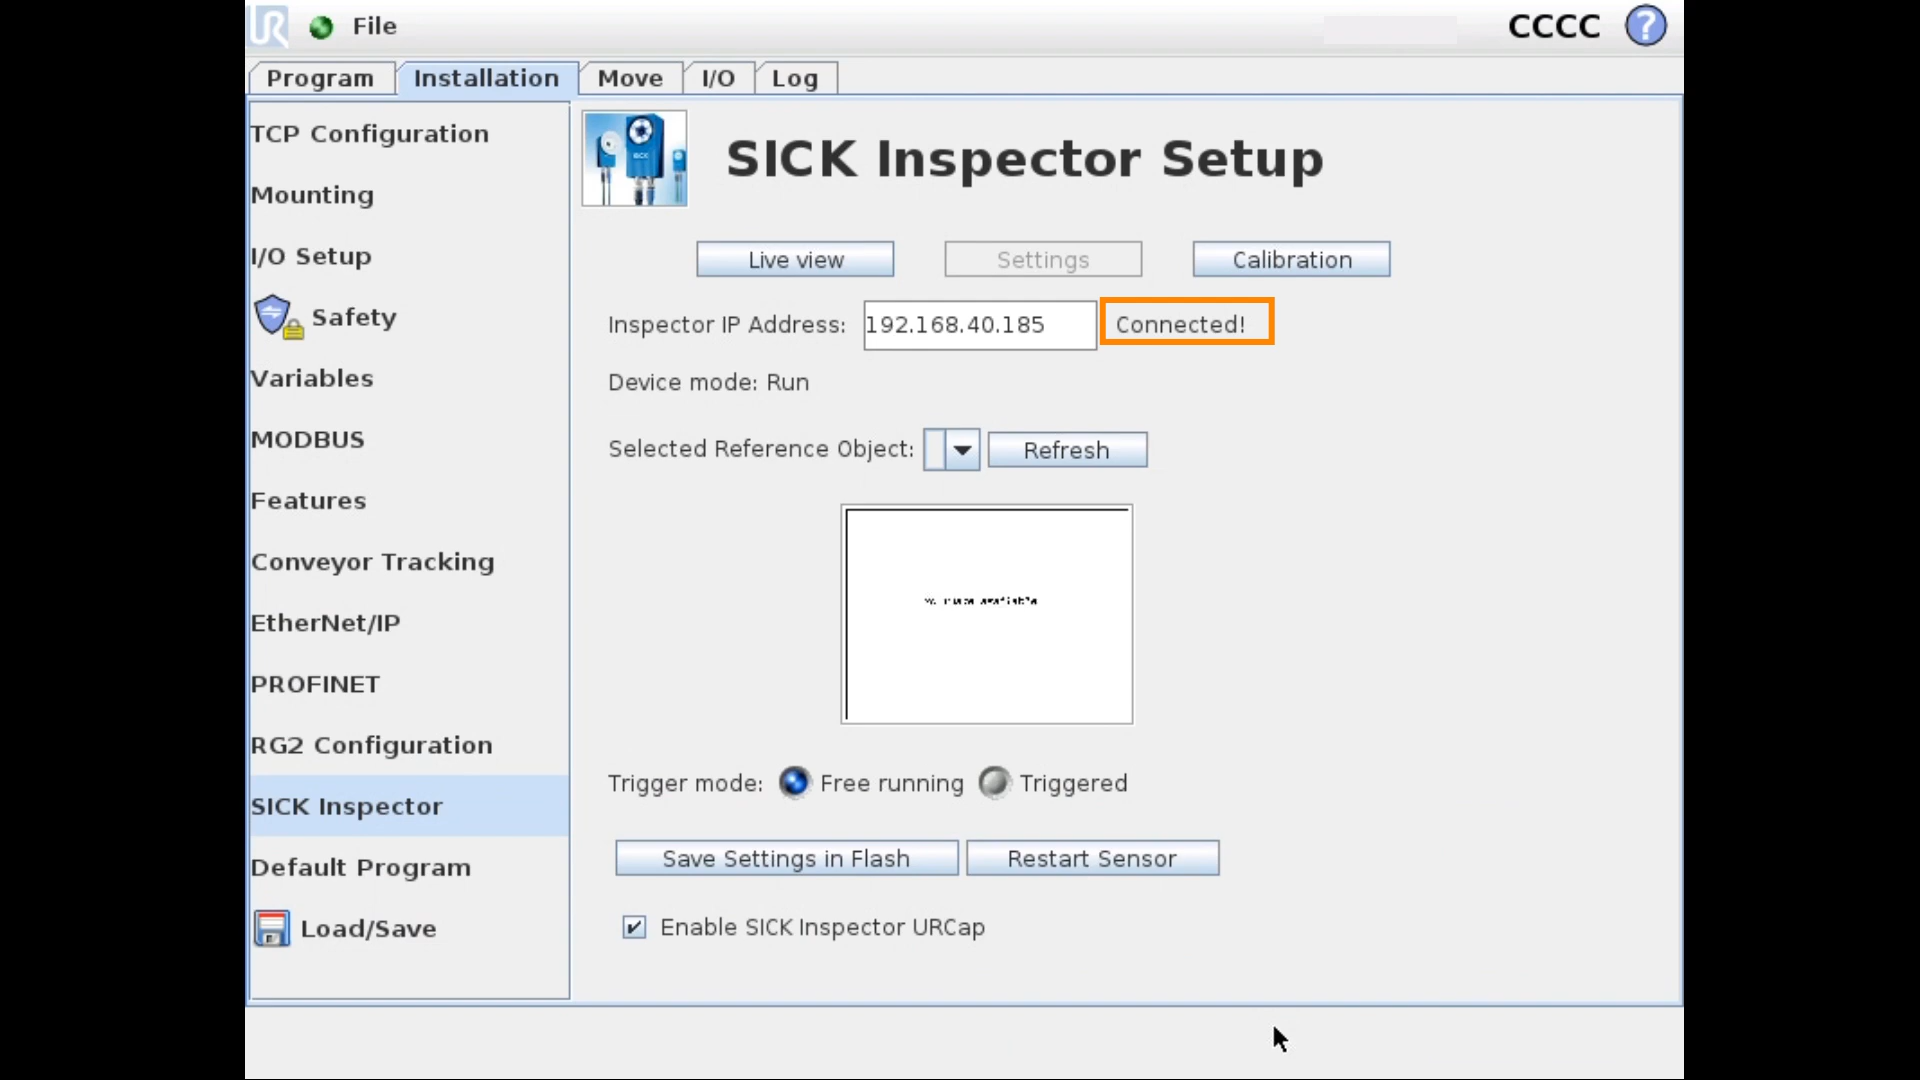 UR
File
CCCC
?
Program
Installation
Move
I/O
Log
TCP Configuration
Mounting
I/O Setup
Safety
Variables
MODBUS
Features
Conveyor Tracking
EtherNet/IP
PROFINET
RG2 Configuration
SICK Inspector
Default Program
Load/Save
SICK Inspector Setup
Live view
Settings
Calibration
Inspector IP Address: 192.168.40.185 Connected!
Device mode: Run
Selected Reference Object:
Refresh
available
Trigger mode: Free running Triggered
Save Settings in Flash
Restart Sensor
Enable SICK Inspector URCap